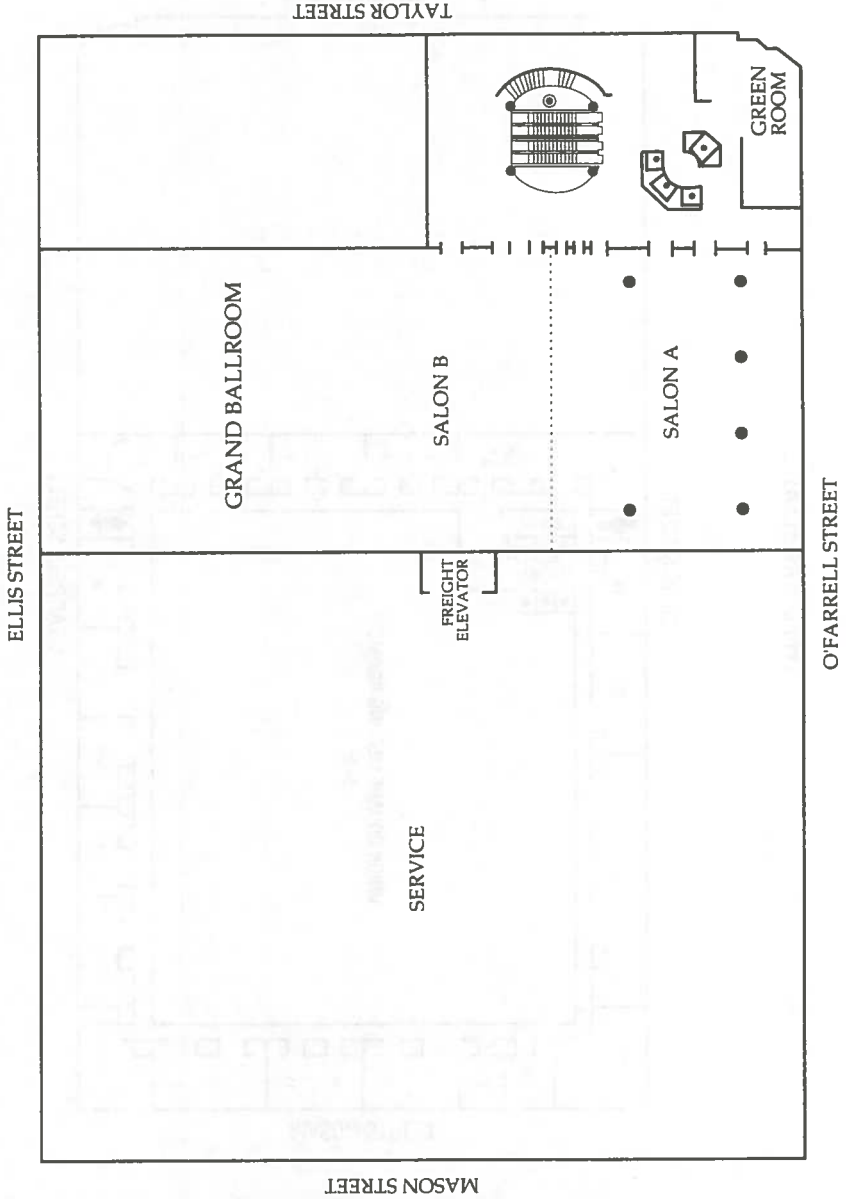 TAYLOR STREET
ELLIS STREET
GREEN
ROOM
GRAND BALLROOM
SALON B
SALON A
O'FARRELL STREET
FREIGHT
ELEVATOR
SERVICE
MASON STREET